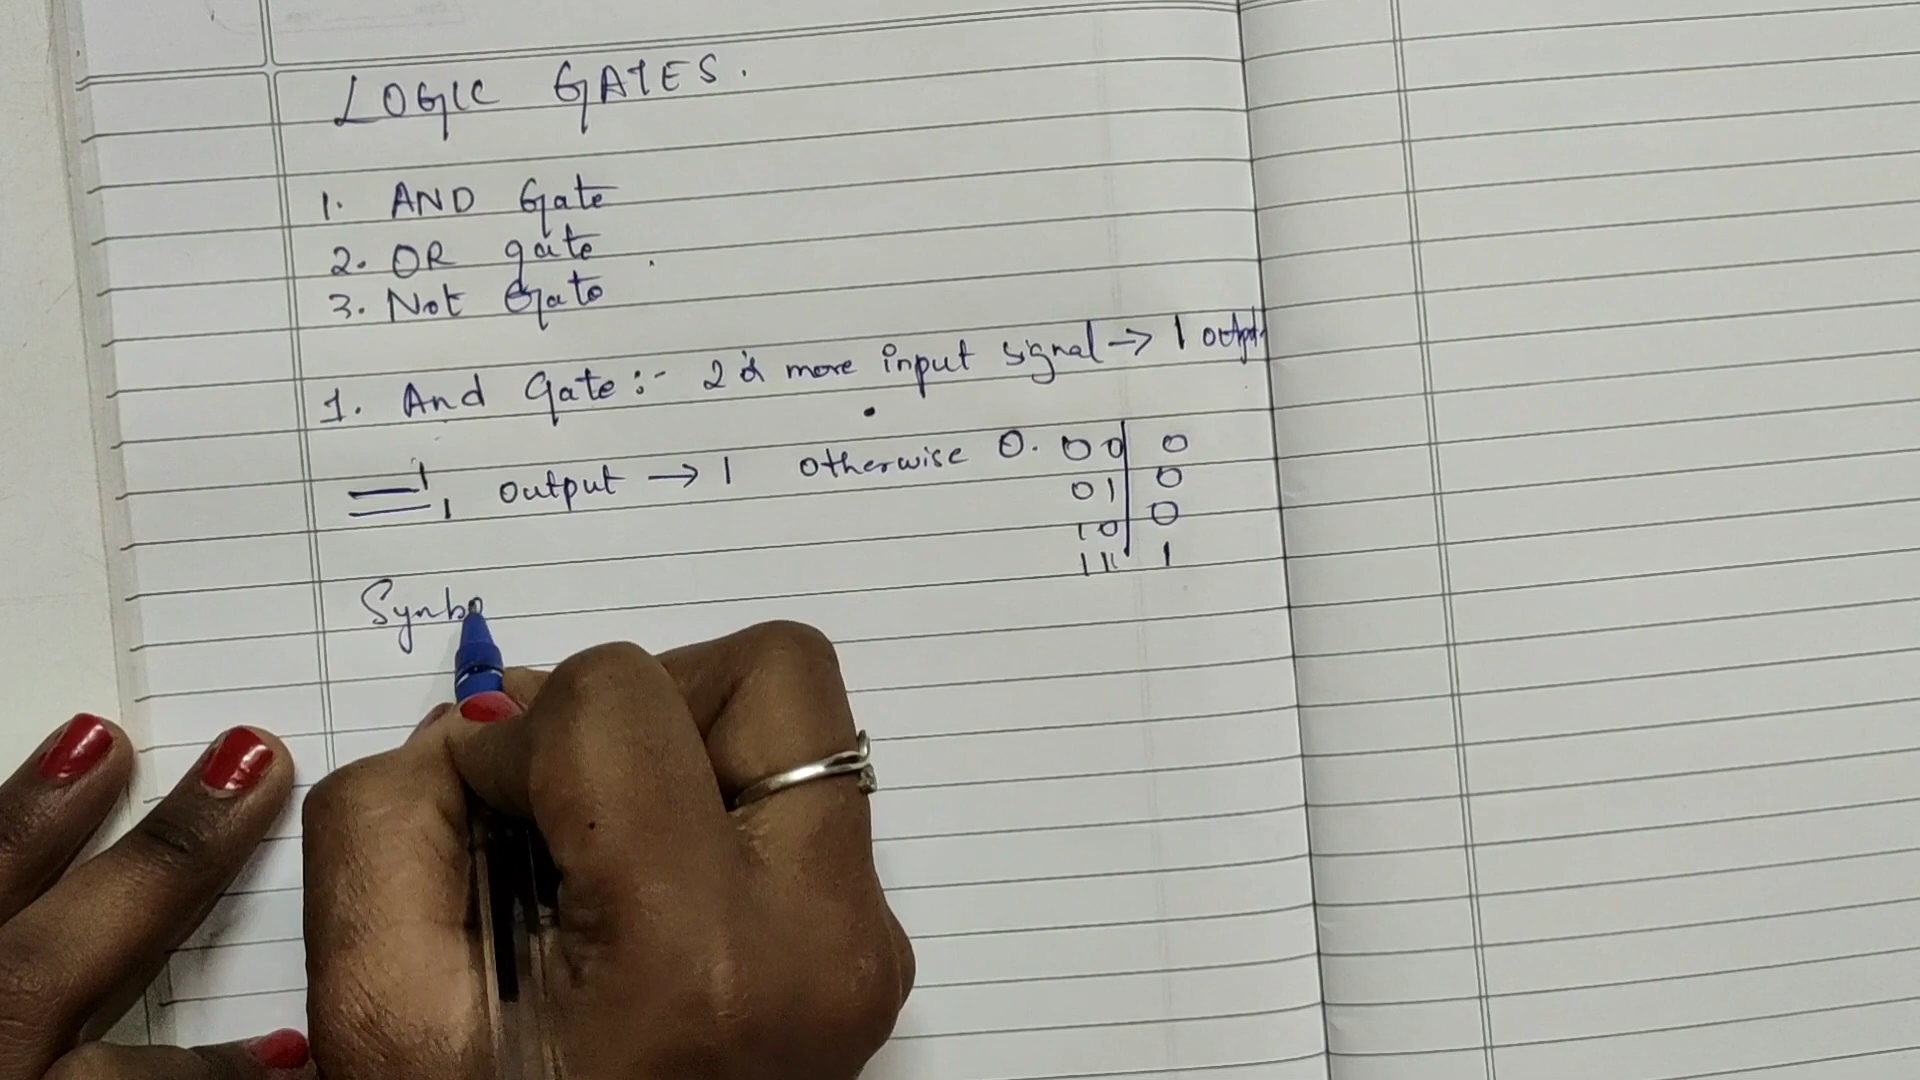 LOGIC GATES.
1. AND Gate
2. OR gate
3. Not Gate
1. And Gate :- 2 or more input signal → 1 output
1
1 output → 1 otherwise 0.
0 0 | 0
0 1 | 0
1 0 | 0
1 1 | 1
Synbo